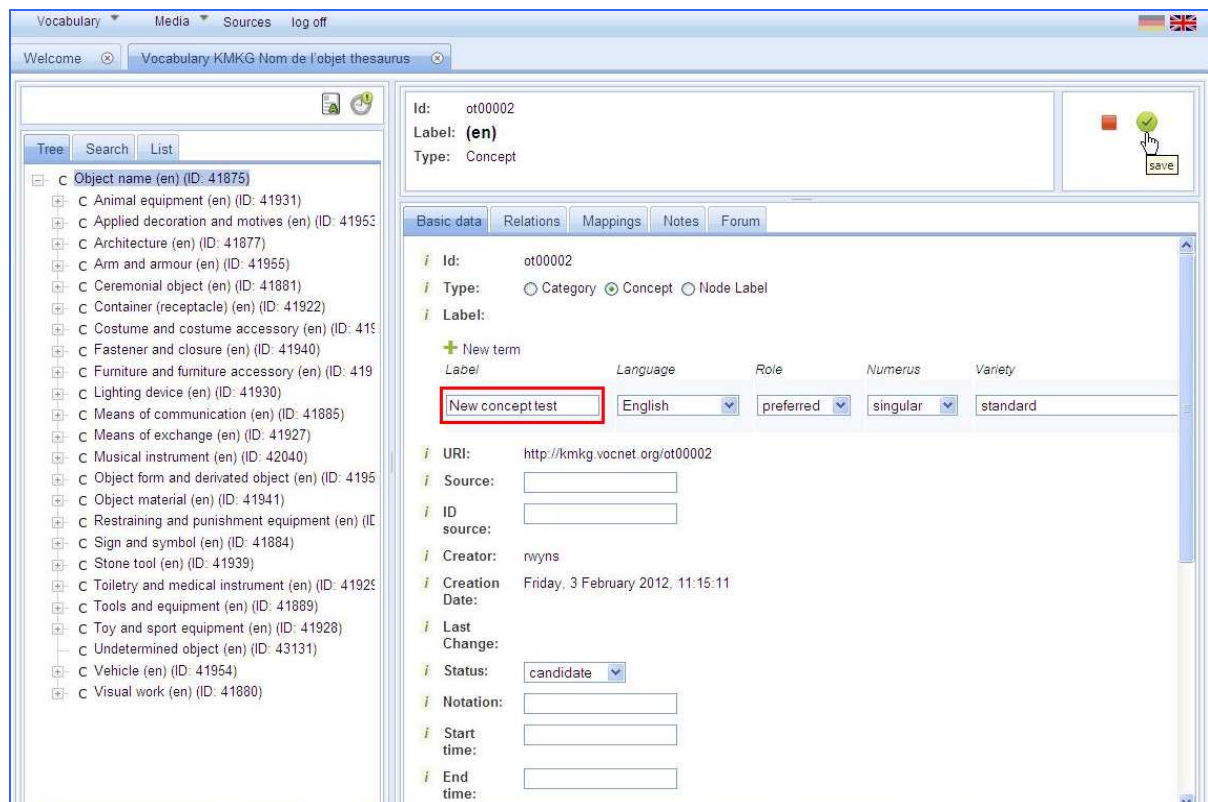 Vocabulary Media Sources log off
Welcome Vocabulary KMKG Nom de l'objet thesaurus
Tree Search List
C Object name (en) (ID: 41875)
C Animal equipment (en) (ID: 41931)
C Applied decoration and motives (en) (ID: 41953
C Architecture (en) (ID: 41877)
C Arm and armour (en) (ID: 41955)
C Ceremonial object (en) (ID: 41881)
C Container (receptacle) (en) (ID: 41922)
C Costume and costume accessory (en) (ID: 419
C Fastener and closure (en) (ID: 41940)
C Furniture and furniture accessory (en) (ID: 419
C Lighting device (en) (ID: 41930)
C Means of communication (en) (ID: 41885)
C Means of exchange (en) (ID: 41927)
C Musical instrument (en) (ID: 42040)
C Object form and derivated object (en) (ID: 4195
C Object material (en) (ID: 41941)
C Restraining and punishment equipment (en) (ID
C Sign and symbol (en) (ID: 41884)
C Stone tool (en) (ID: 41939)
C Toiletry and medical instrument (en) (ID: 41929
C Tools and equipment (en) (ID: 41889)
C Toy and sport equipment (en) (ID: 41928)
C Undetermined object (en) (ID: 43131)
C Vehicle (en) (ID: 41954)
C Visual work (en) (ID: 41880)
Id: ot00002
Label: (en)
Type: Concept
save
Basic data Relations Mappings Notes Forum
i Id: ot00002
i Type: Category Concept Node Label
i Label:
New term
Label Language Role Numerus Variety
New concept test English preferred singular standard
i URI: http://kmkg.vocnet.org/ot00002
i Source:
i ID
source:
i Creator: rwyns
i Creation Friday, 3 February 2012, 11:15:11
Date:
i Last
Change:
i Status: candidate
i Notation:
i Start
time:
i End
time: